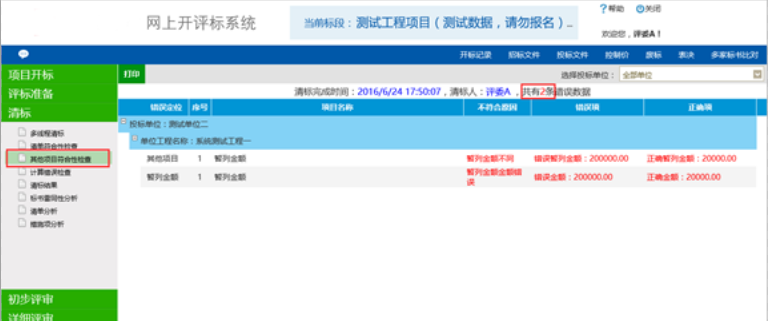 网上开评标系统
当前标段：测试工程项目（测试数据，请勿报名）..
?帮助 关闭
欢迎您，评委A！
开标记录 招标文件 投标文件 控制价 废标 表决 多家标书比对
项目开标
评标准备
清标
多线程清标
清单符合性检查
其他项目符合性检查
计算错误检查
清标结果
标书雷同性分析
清单分析
措施项分析
初步评审
详细评审
打印
选择投标单位：全部单位
清标完成时间：2016/6/24 17:50:07，清标人：评委A ，共有2条错误数据
错误定位 序号 项目名称 不符合原因 错误项 正确项
投标单位：测试单位二
单位工程名称：系统测试工程一
其他项目 1 暂列金额 暂列金额不同 错误暂列金额：200000.00 正确暂列金额：20000.00
暂列金额 1 暂列金额 暂列金额金额错误 错误金额：200000.00 正确金额：20000.00